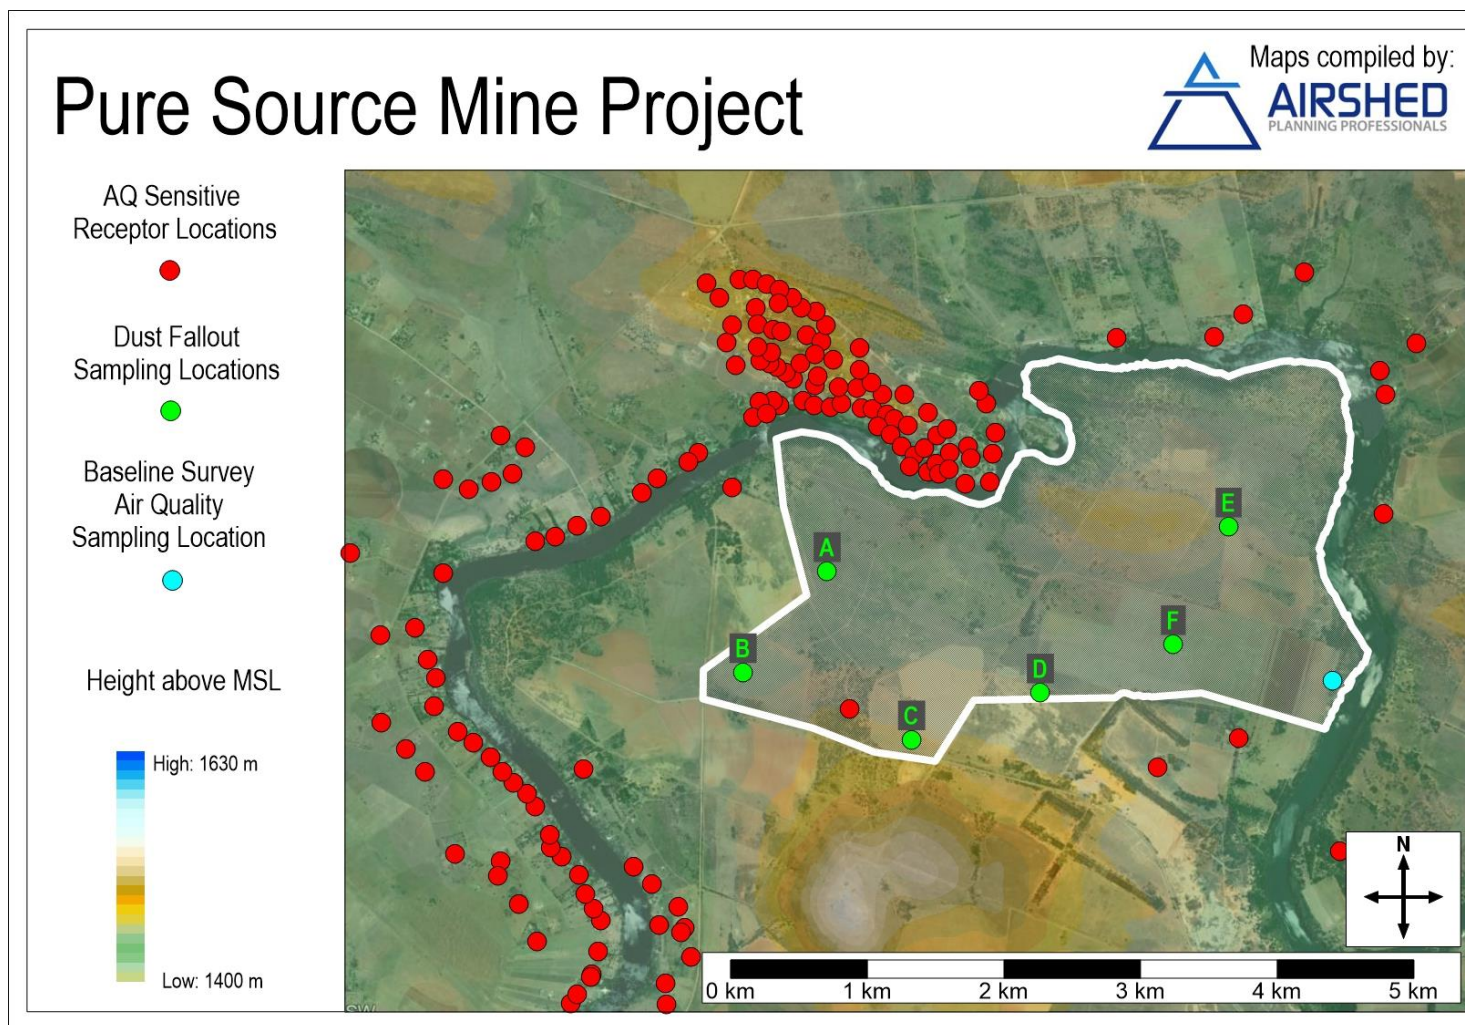 Pure Source Mine Project
Maps compiled by:
AIRSHED
PLANNING PROFESSIONALS
AQ Sensitive
Receptor Locations
Dust Fallout
Sampling Locations
Baseline Survey
Air Quality
Sampling Location
Height above MSL
High: 1630 m
Low: 1400 m
E
A
F
B
D
C
N
0 km
1 km
2 km
3 km
4 km
5 km
SW